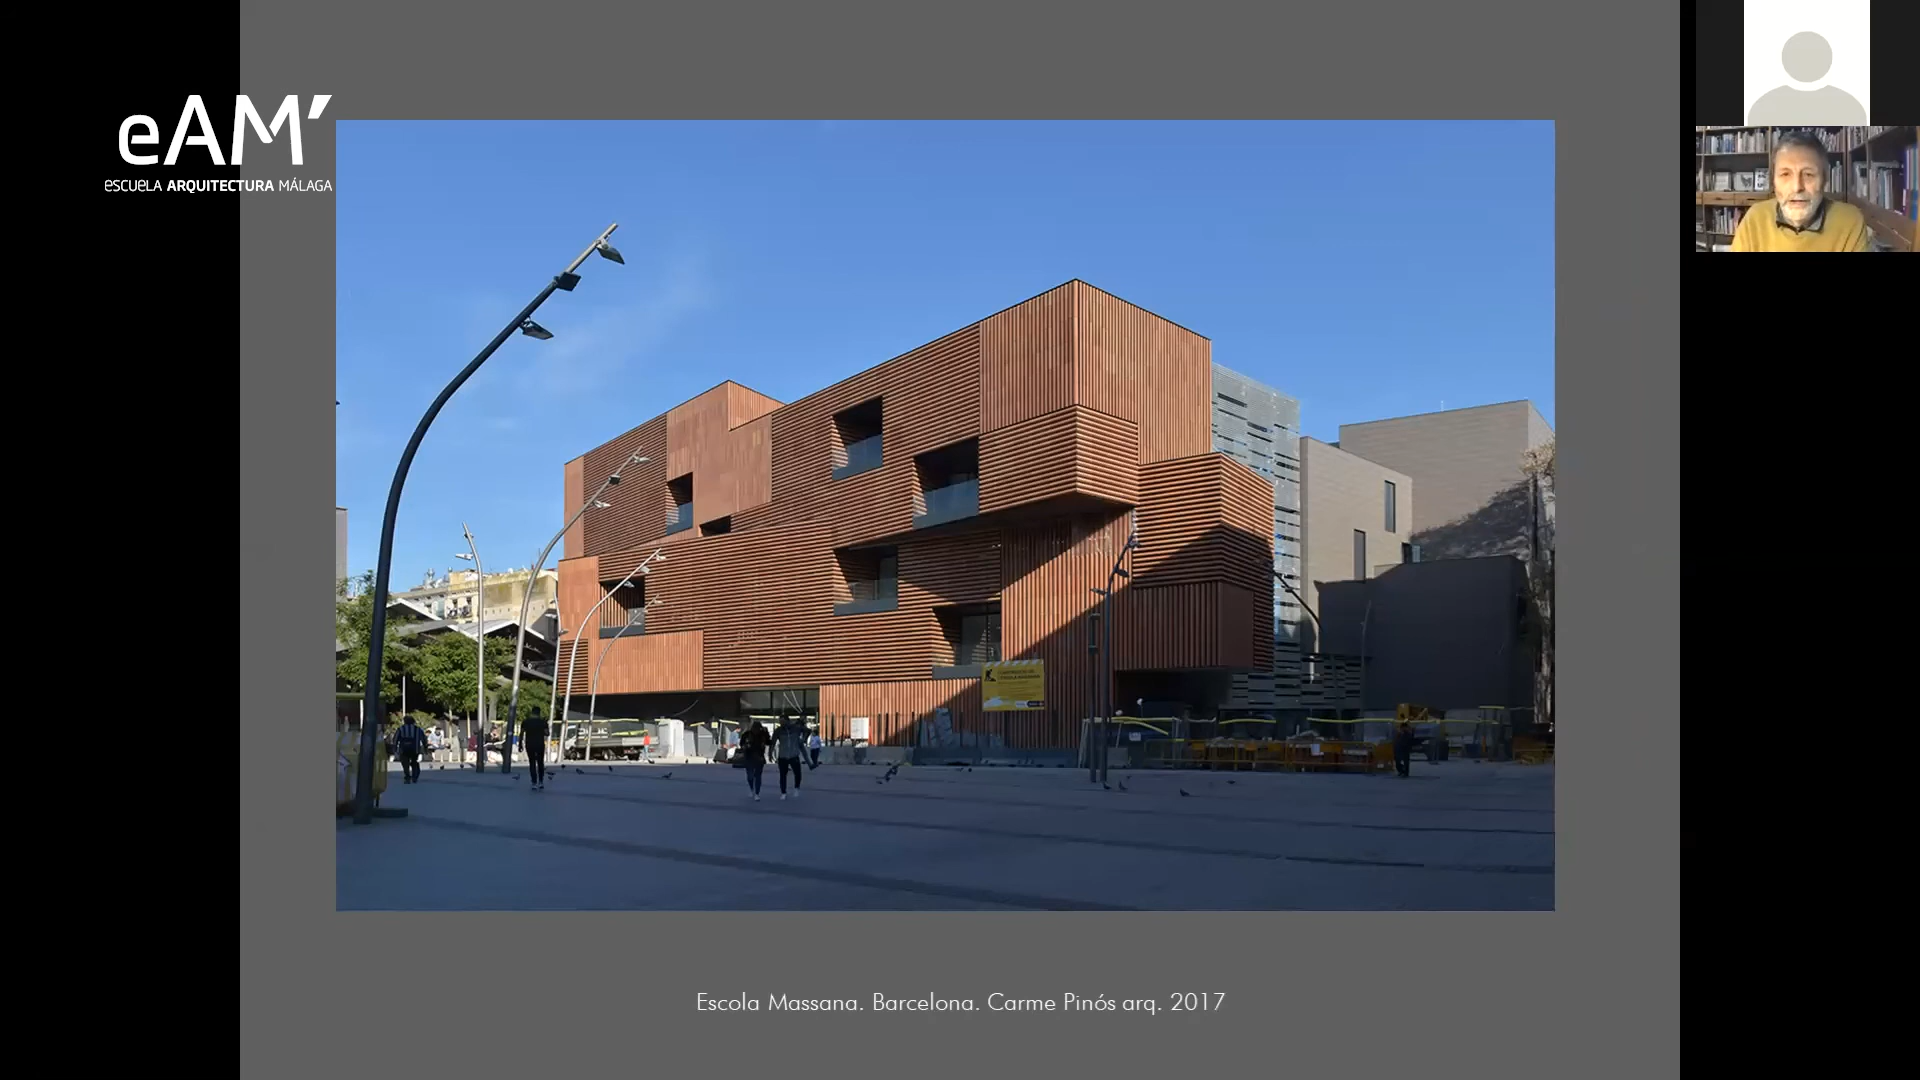 eAM'
ESCUELA ARQUITECTURA MÁLAGA
Escola Massana. Barcelona. Carme Pinós arq. 2017